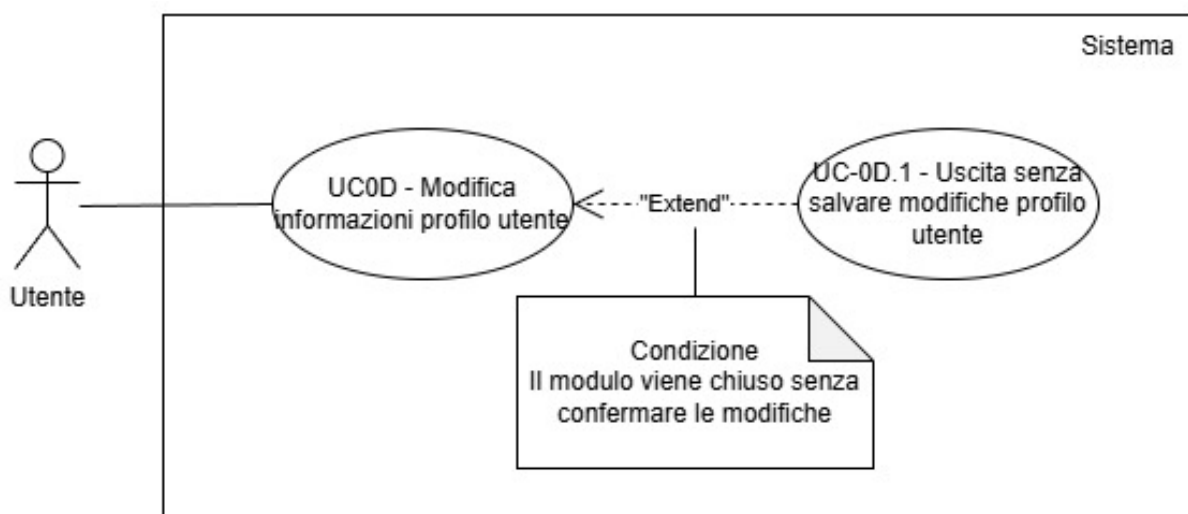 Sistema
Utente
UC0D - Modifica
informazioni profilo utente
"Extend"
UC-0D.1 - Uscita senza
salvare modifiche profilo
utente
Condizione
Il modulo viene chiuso senza
confermare le modifiche